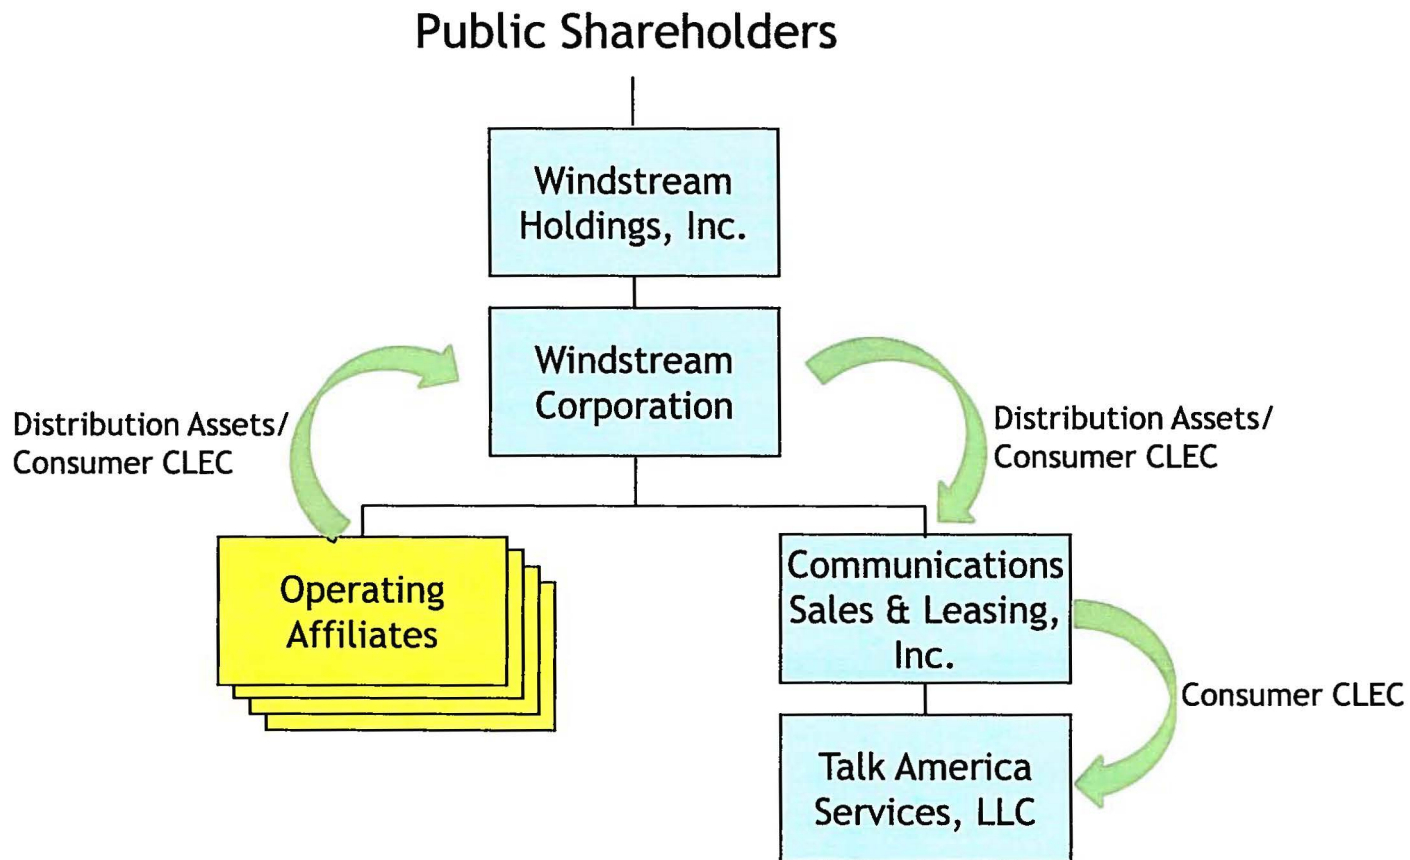 Public Shareholders
Windstream
Holdings, Inc.
Windstream
Corporation
Distribution Assets/
Consumer CLEC
Distribution Assets/
Consumer CLEC
Operating
Affiliates
Communications
Sales & Leasing,
Inc.
Consumer CLEC
Talk America
Services, LLC